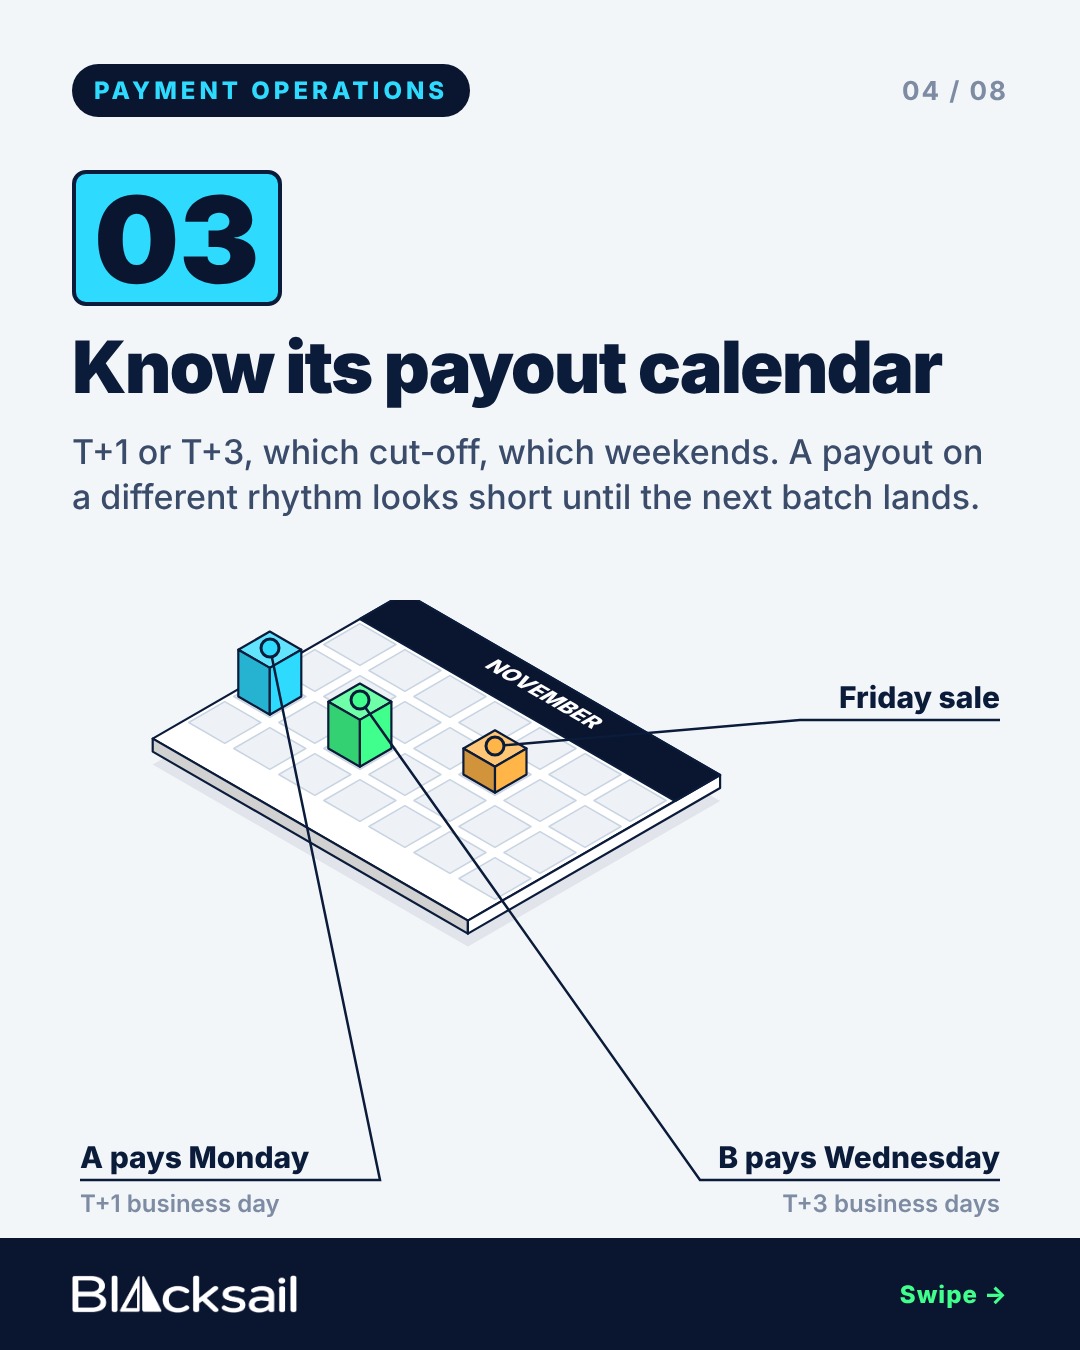 PAYMENT OPERATIONS
04 / 08
03
Know its payout calendar
T+1 or T+3, which cut-off, which weekends. A payout on
a different rhythm looks short until the next batch lands.
NOVEMBER
Friday sale
A pays Monday
T+1 business day
B pays Wednesday
T+3 business days
Blacksail
Swipe →